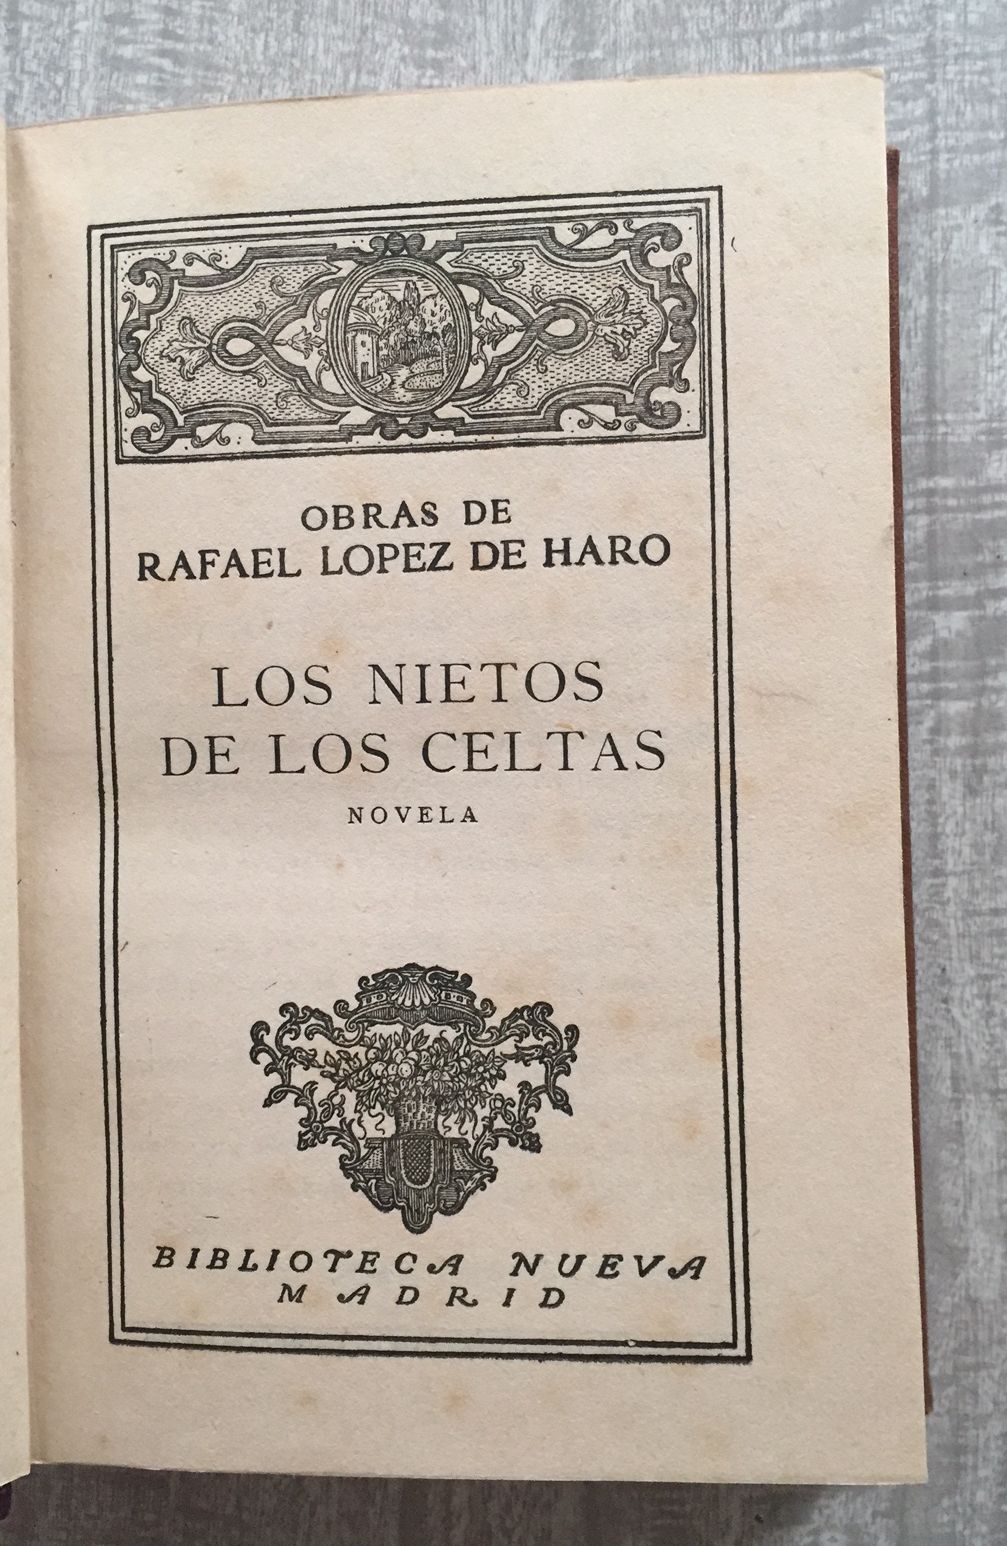 OBRAS DE
RAFAEL LOPEZ DE HARO
LOS NIETOS
DE LOS CELTAS
NOVELA
BIBLIOTECA NUEVA
MADRID